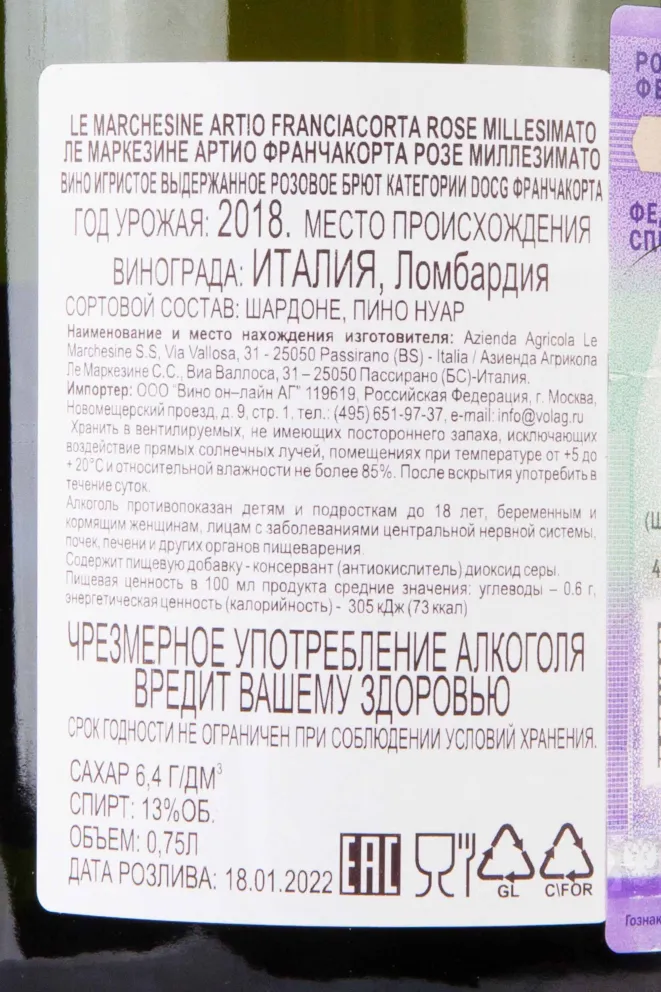 LE MARCHESINE ARTIO FRANCIACORTA ROSE MILLESIMATO
ЛЕ МАРКЕЗИНЕ АРТИО ФРАНЧАКОРТА РОЗЕ МИЛЛЕЗИМАТО
ВИНО ИГРИСТОЕ ВЫДЕРЖАННОЕ РОЗОВОЕ БРЮТ КАТЕГОРИИ DOCG ФРАНЧАКОРТА
ГОД УРОЖАЯ: 2018. МЕСТО ПРОИСХОЖДЕНИЯ
ВИНОГРАДА: ИТАЛИЯ, Ломбардия
СОРТОВОЙ СОСТАВ: ШАРДОНЕ, ПИНО НУАР
Наименование и место нахождения изготовителя: Azienda Agricola Le
Marchesine S.S, Via Vallosa, 31 - 25050 Passirano (BS) - Italia / Азиенда Агрикола
Ле Маркезине С.С., Виа Валлоса, 31 – 25050 Пассирано (БС)-Италия.
Импортер: ООО "Вино он–лайн АГ" 119619, Российская Федерация, г. Москва,
Новомещерский проезд, д. 9, стр. 1, тел.: (495) 651-97-37, e-mail: info@volag.ru
Хранить в вентилируемых, не имеющих постороннего запаха, исключающих
воздействие прямых солнечных лучей, помещениях при температуре от +5 до
+ 20°С и относительной влажности не более 85%. После вскрытия употребить в
течение суток.
Алкоголь противопоказан детям и подросткам до 18 лет, беременным и
кормящим женщинам, лицам с заболеваниями центральной нервной системы,
почек, печени и других органов пищеварения.
Содержит пищевую добавку - консервант (антиокислитель) диоксид серы.
Пищевая ценность в 100 мл продукта средние значения: углеводы – 0.6 г,
энергетическая ценность (калорийность) - 305 кДж (73 ккал)
ЧРЕЗМЕРНОЕ УПОТРЕБЛЕНИЕ АЛКОГОЛЯ
ВРЕДИТ ВАШЕМУ ЗДОРОВЬЮ
СРОК ГОДНОСТИ НЕ ОГРАНИЧЕН ПРИ СОБЛЮДЕНИИ УСЛОВИЙ ХРАНЕНИЯ.
САХАР 6,4 Г/ДМ³
СПИРТ: 13%ОБ.
ОБЪЕМ: 0,75Л
ДАТА РОЗЛИВА: 18.01.2022
EAC
GL
C\FOR
РО
ФЕ
ФЕД
СП
(Ш
4
Гознак